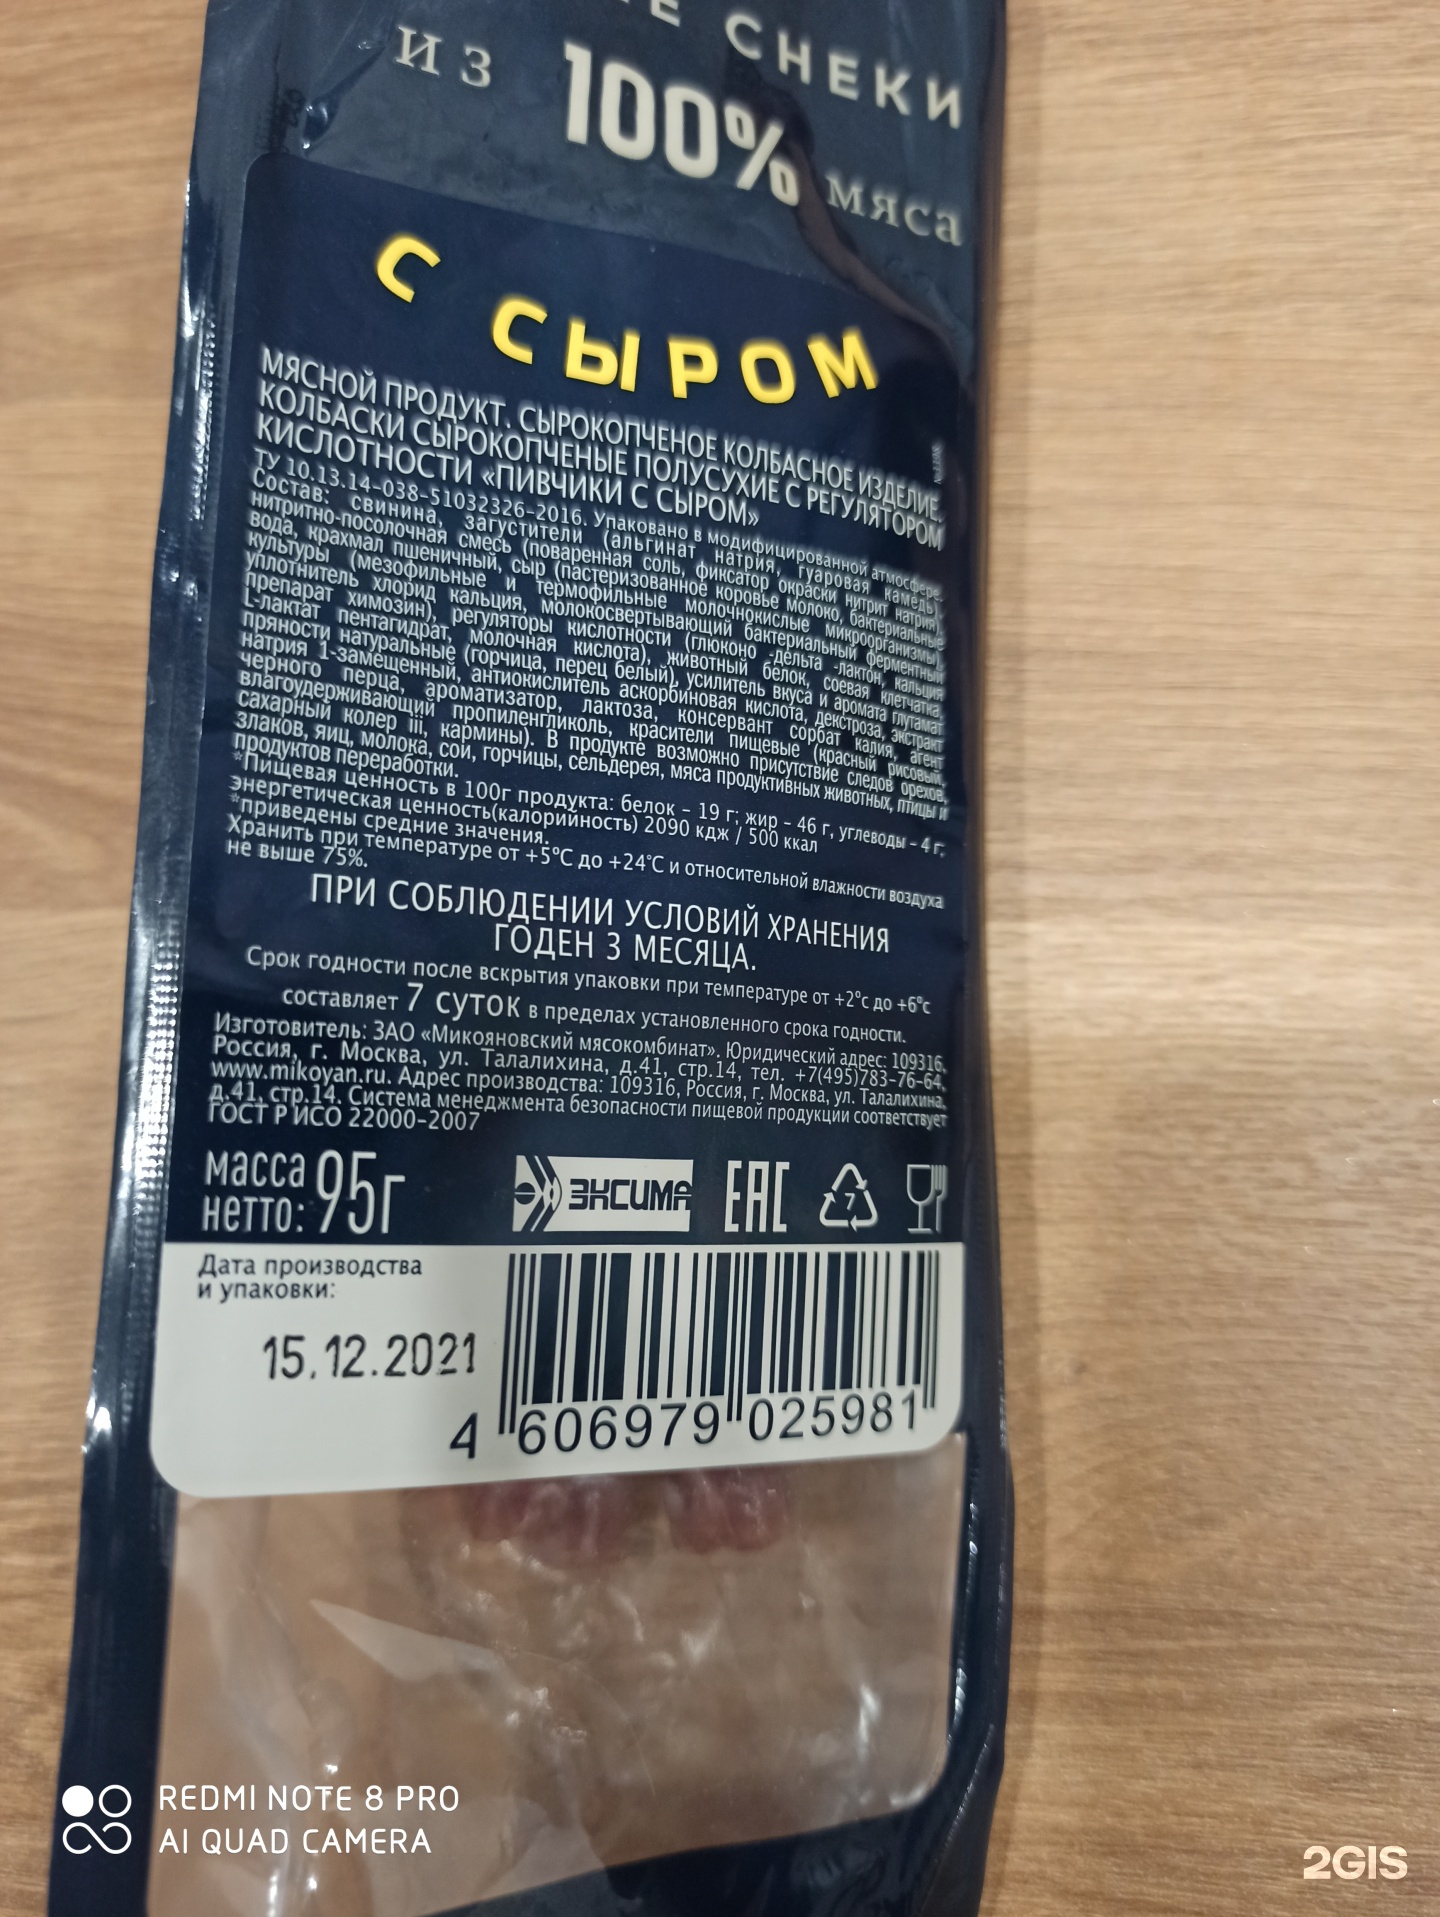 Е СНЕКИ
ИЗ 100% мяса
С СЫРОМ
МЯСНОЙ ПРОДУКТ. СЫРОКОПЧЕНОЕ КОЛБАСНОЕ ИЗДЕЛИЕ.
КОЛБАСКИ СЫРОКОПЧЕНЫЕ ПОЛУСУХИЕ С РЕГУЛЯТОРОМ
КИСЛОТНОСТИ «ПИВЧИКИ С СЫРОМ»
ТУ 10.13.14-038-51032326-2016. Упаковано в модифицированной атмосфере.
Состав: свинина, загустители (альгинат натрия, гуаровая камедь),
нитритно-посолочная смесь (поваренная соль, фиксатор окраски нитрит натрия),
вода, крахмал пшеничный, сыр (пастеризованное коровье молоко, бактериальные
культуры (мезофильные и термофильные молочнокислые микроорганизмы),
уплотнитель хлорид кальция, молокосвертывающий бактериальный ферментный
препарат химозин), регуляторы кислотности (глюконо -дельта -лактон, кальция
L-лактат пентагидрат, молочная кислота), животный белок, соевая клетчатка,
пряности натуральные (горчица, перец белый), усилитель вкуса и аромата глутамат
натрия 1-замещенный, антиокислитель аскорбиновая кислота, декстроза, экстракт
черного перца, ароматизатор, лактоза, консервант сорбат калия, агент
влагоудерживающий пропиленгликоль, красители пищевые (красный рисовый,
сахарный колер iii, кармины). В продукте возможно присутствие следов орехов,
злаков, яиц, молока, сои, горчицы, сельдерея, мяса продуктивных животных, птицы и
продуктов переработки.
*Пищевая ценность в 100г продукта: белок – 19 г; жир – 46 г, углеводы – 4 г;
энергетическая ценность(калорийность) 2090 кдж / 500 ккал
*приведены средние значения.
Хранить при температуре от +5°С до +24°С и относительной влажности воздуха
не выше 75%.
ПРИ СОБЛЮДЕНИИ УСЛОВИЙ ХРАНЕНИЯ
ГОДЕН 3 МЕСЯЦА.
Срок годности после вскрытия упаковки при температуре от +2°с до +6°с
составляет 7 суток в пределах установленного срока годности.
Изготовитель: ЗАО «Микояновский мясокомбинат». Юридический адрес: 109316,
Россия, г. Москва, ул. Талалихина, д.41, стр.14, тел. +7(495)783-76-64,
www.mikoyan.ru. Адрес производства: 109316, Россия, г. Москва, ул. Талалихина,
д.41, стр.14. Система менеджмента безопасности пищевой продукции соответствует
ГОСТ Р ИСО 22000-2007
масса нетто: 95г
ЭКСИМА
EAC
7
Дата производства
и упаковки:
15.12.2021
4 606979 025981
REDMI NOTE 8 PRO
AI QUAD CAMERA
2GIS